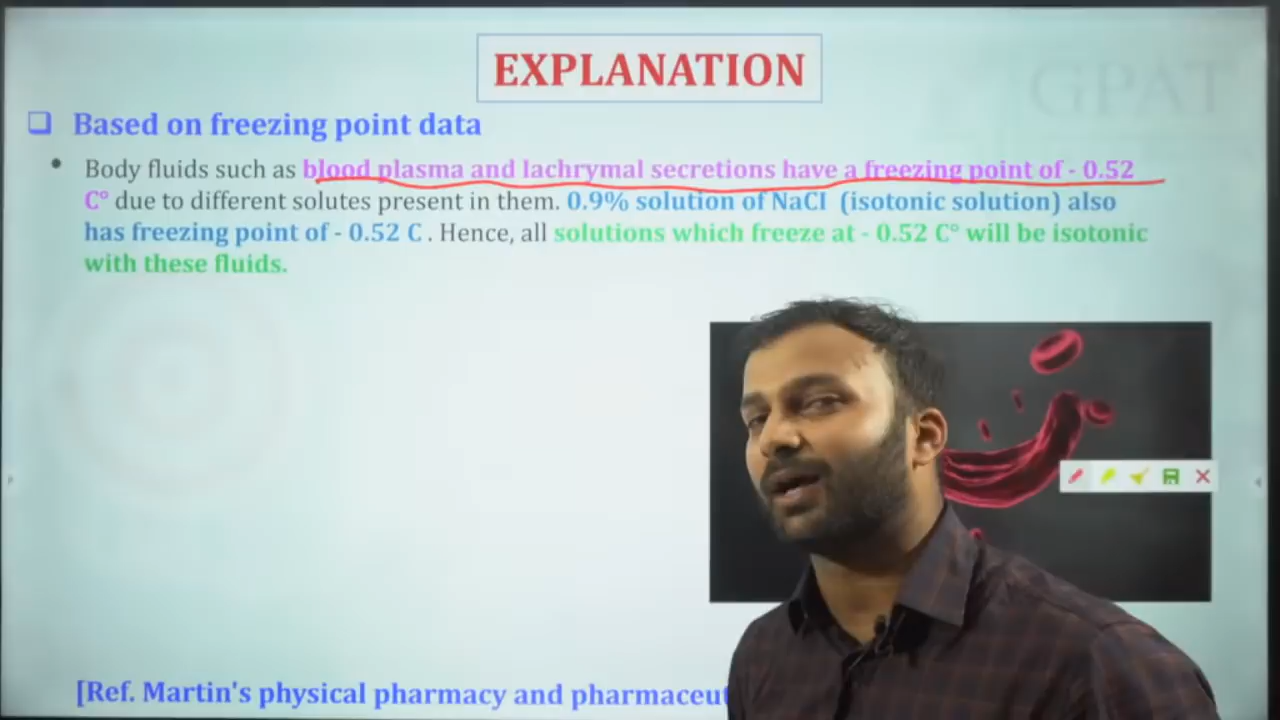 EXPLANATION
GPAT
❑ Based on freezing point data
• Body fluids such as blood plasma and lachrymal secretions have a freezing point of - 0.52
C° due to different solutes present in them. 0.9% solution of NaCl (isotonic solution) also
has freezing point of - 0.52 C . Hence, all solutions which freeze at - 0.52 C° will be isotonic
with these fluids.
[Ref. Martin's physical pharmacy and